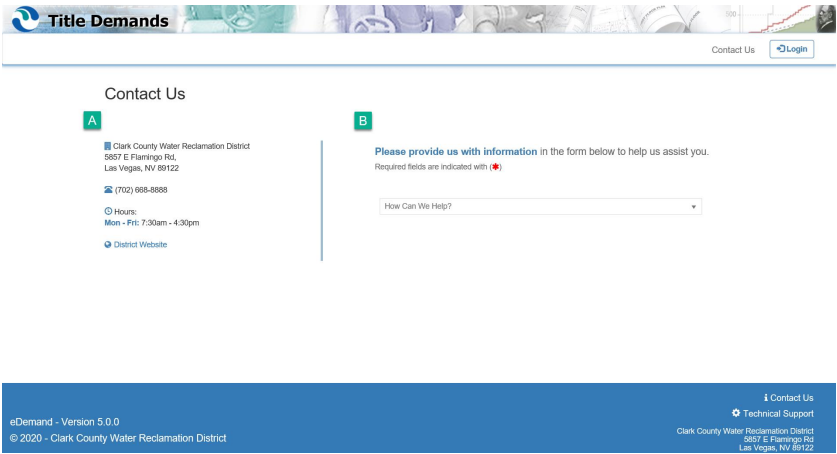 Title Demands
300
Contact Us
Login
Contact Us
A
B
Clark County Water Reclamation District
5857 E Flamingo Rd,
Las Vegas, NV 89122
(702) 668-8888
Hours:
Mon - Fri: 7:30am - 4:30pm
District Website
Please provide us with information in the form below to help us assist you.
Required fields are indicated with (✱)
How Can We Help?
Contact Us
Technical Support
eDemand - Version 5.0.0
© 2020 - Clark County Water Reclamation District
Clark County Water Reclamation District
5857 E Flamingo Rd
Las Vegas, NV 89122